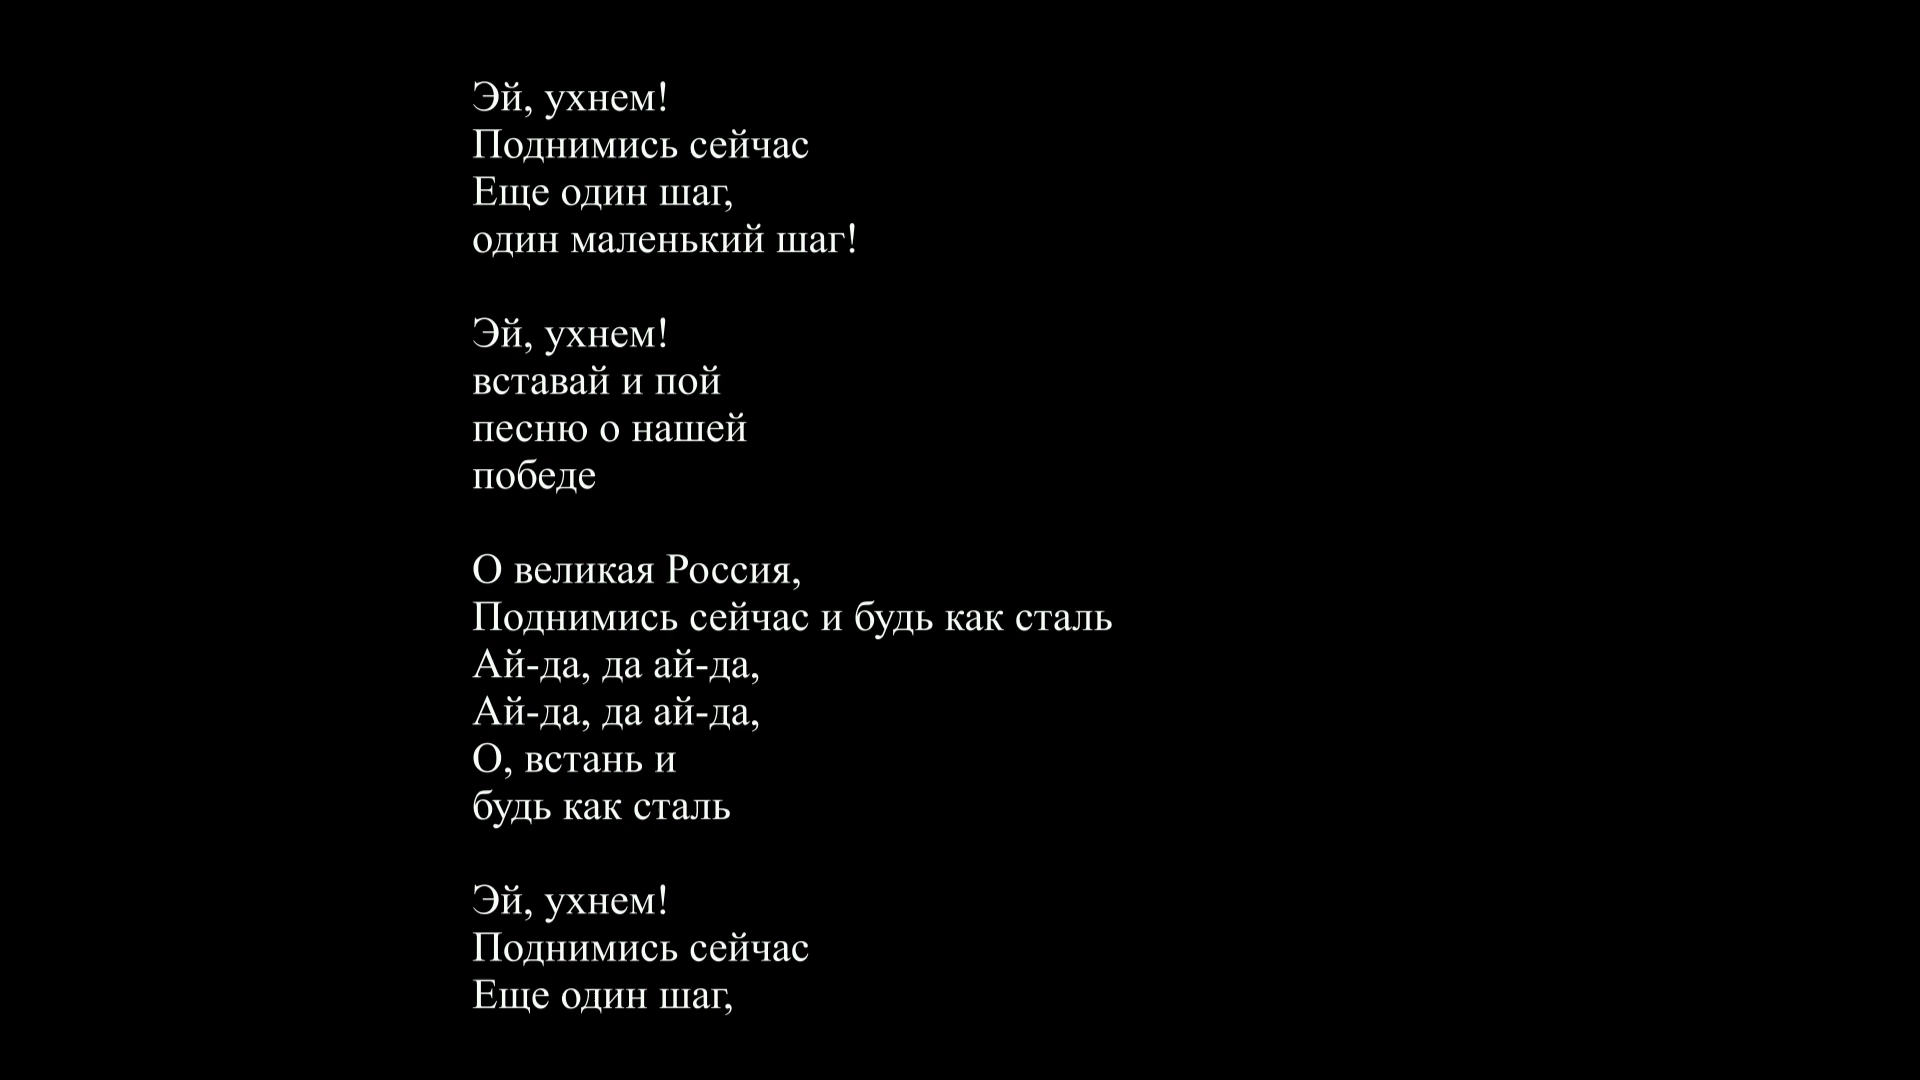 Эй, ухнем!
Поднимись сейчас
Еще один шаг,
один маленький шаг!
Эй, ухнем!
вставай и пой
песню о нашей
победе
О великая Россия,
Поднимись сейчас и будь как сталь
Ай-да, да ай-да,
Ай-да, да ай-да,
О, встань и
будь как сталь
Эй, ухнем!
Поднимись сейчас
Еще один шаг,